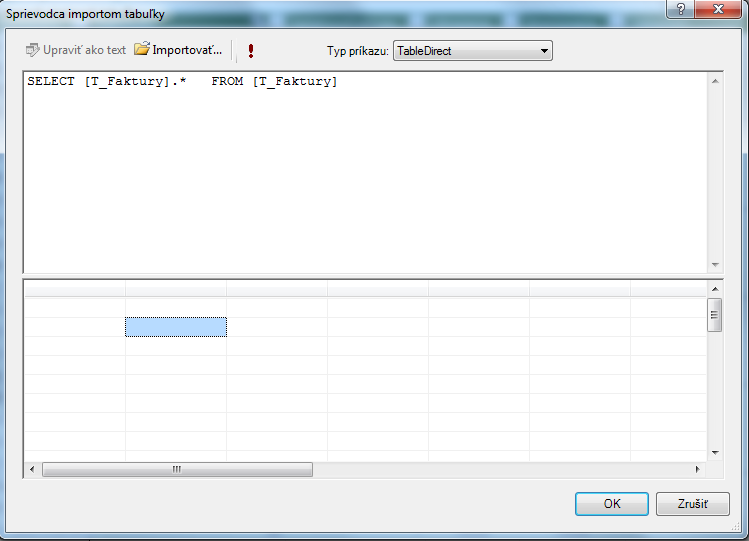 Sprievodca importom tabuľky
Upraviť ako text Importovať... Typ príkazu: TableDirect
SELECT [T_Faktury].* FROM [T_Faktury]
OK Zrušiť